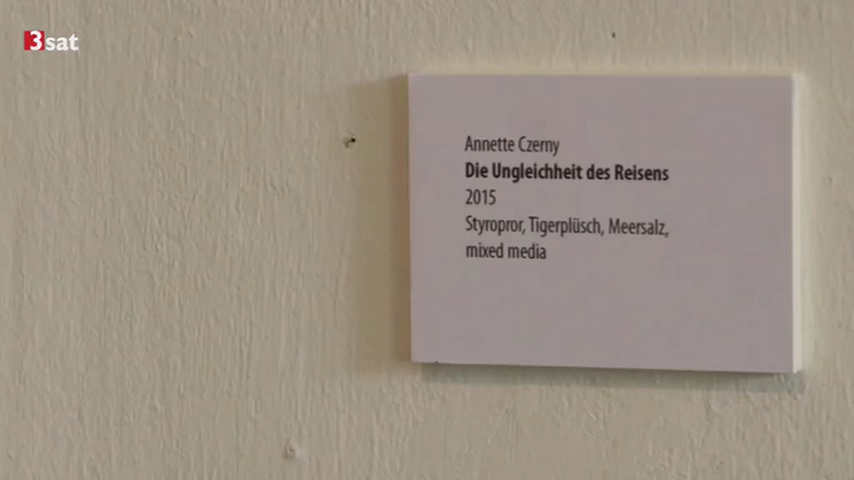 3sat
Annette Czerny
Die Ungleichheit des Reisens
2015
Styropror, Tigerplüsch, Meersalz,
mixed media